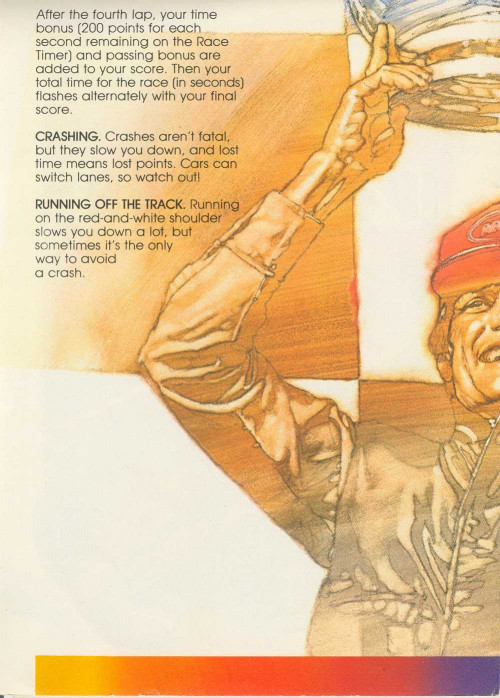 After the fourth lap, your time
bonus (200 points for each
second remaining on the Race
Timer) and passing bonus are
added to your score. Then your
total time for the race (in seconds)
flashes alternately with your final
score.
CRASHING. Crashes aren't fatal,
but they slow you down, and lost
time means lost points. Cars can
switch lanes, so watch out!
RUNNING OFF THE TRACK. Running
on the red-and-white shoulder
slows you down a lot, but
sometimes it's the only
way to avoid
a crash.